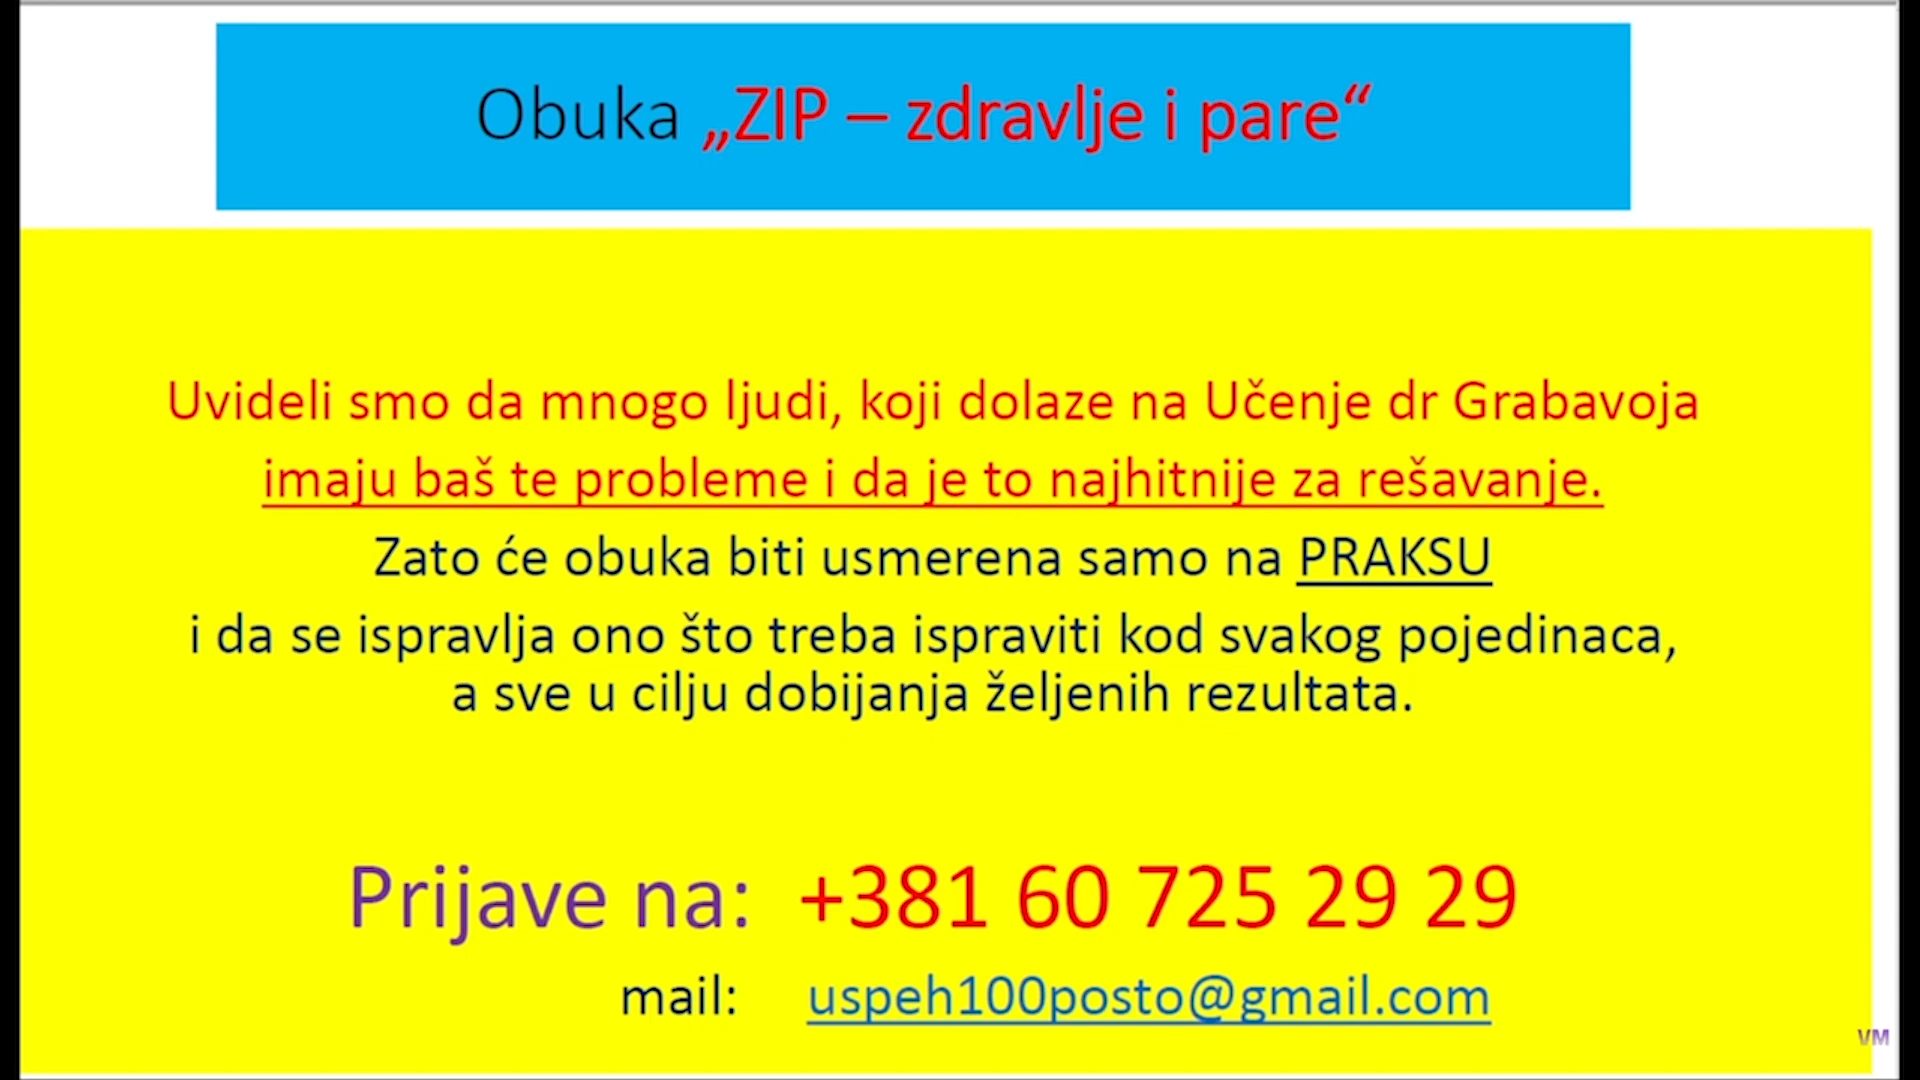 Obuka „ZIP – zdravlje i pare“
Uvideli smo da mnogo ljudi, koji dolaze na Učenje dr Grabavoja
imaju baš te probleme i da je to najhitnije za rešavanje.
Zato će obuka biti usmerena samo na PRAKSU
i da se ispravlja ono što treba ispraviti kod svakog pojedinaca,
a sve u cilju dobijanja željenih rezultata.
Prijave na: +381 60 725 29 29
mail: uspeh100posto@gmail.com
VM